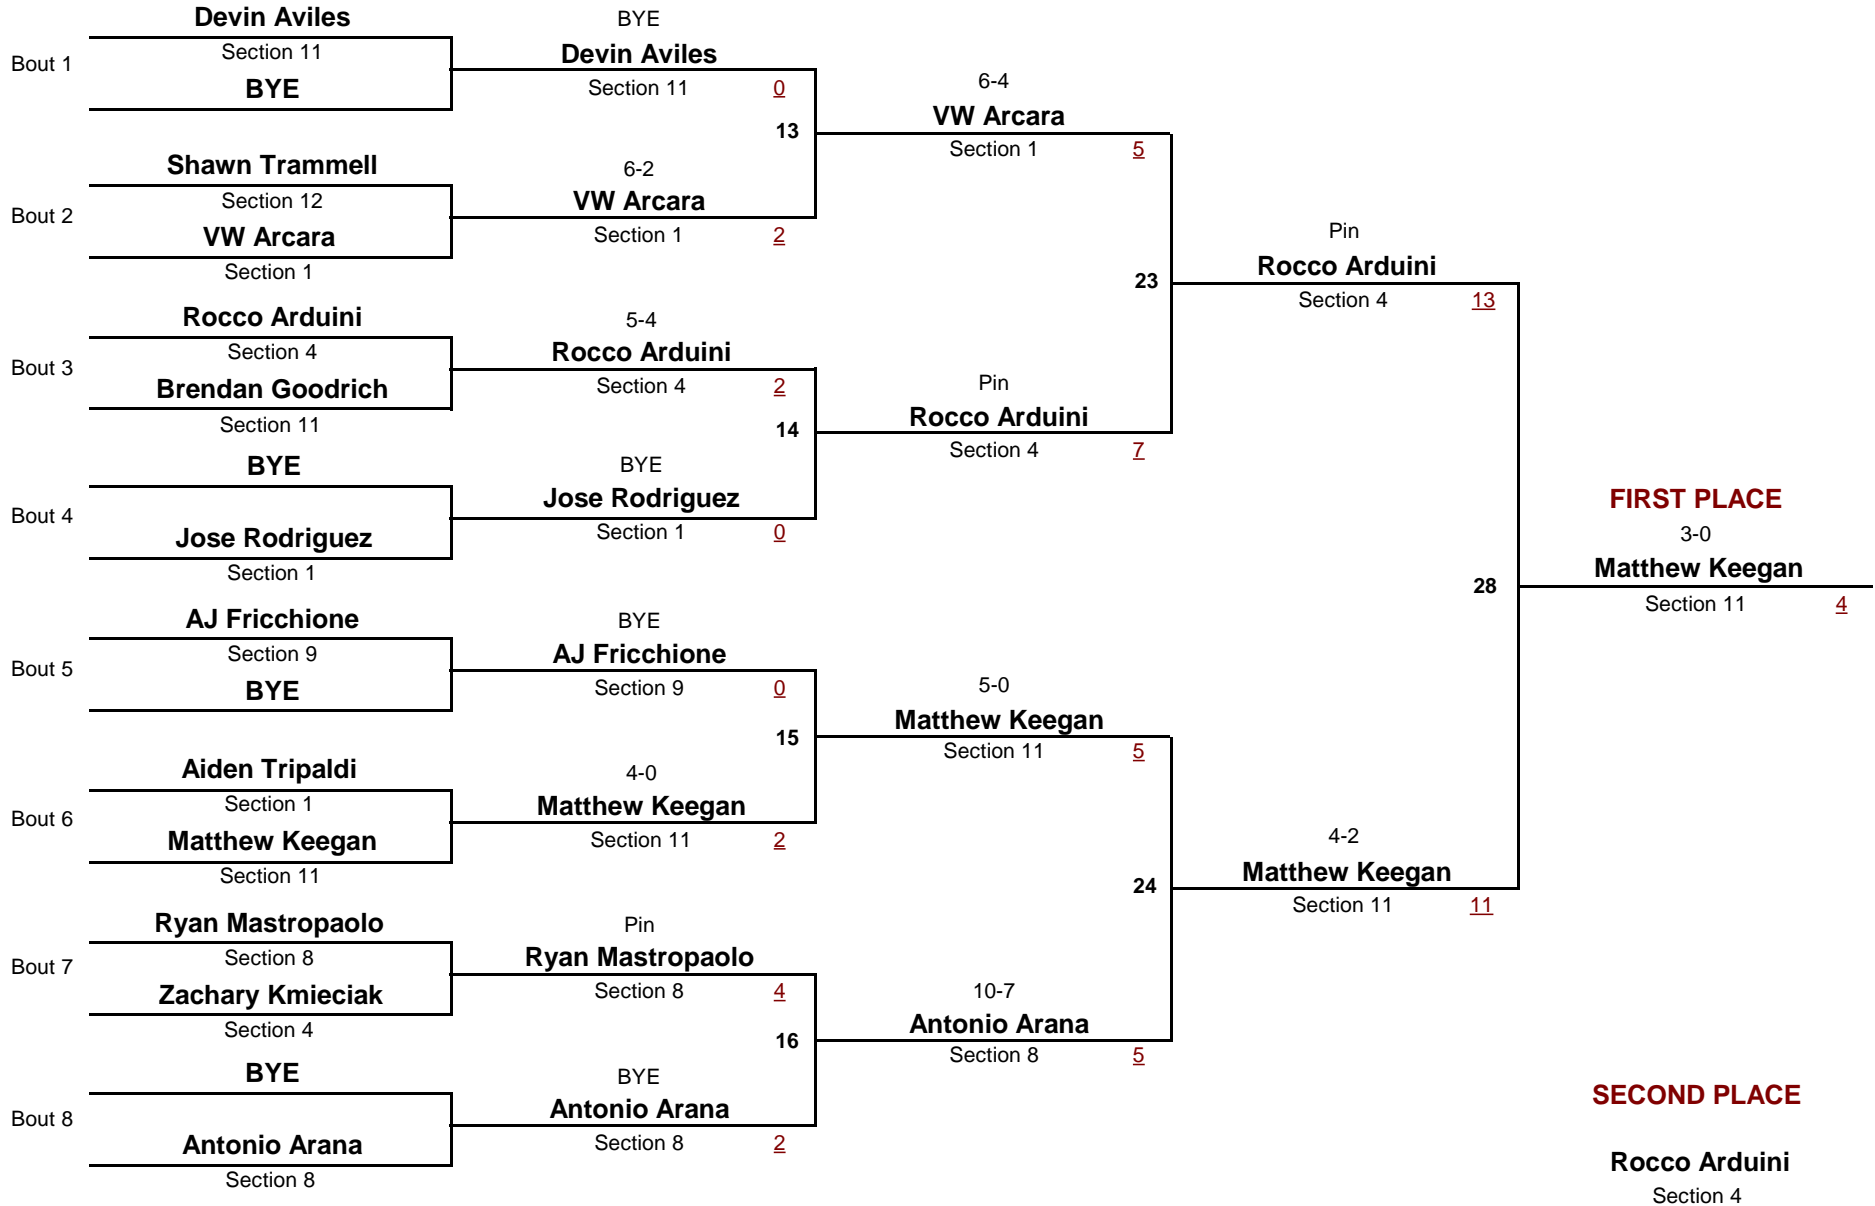 Devin Aviles
Bout 1
Section 11
BYE
Shawn Trammell
Bout 2
Section 12
VW Arcara
Section 1
Rocco Arduini
Bout 3
Section 4
Brendan Goodrich
Section 11
BYE
Bout 4
Jose Rodriguez
Section 1
AJ Fricchione
Bout 5
Section 9
BYE
Aiden Tripaldi
Bout 6
Section 1
Matthew Keegan
Section 11
Ryan Mastropaolo
Bout 7
Section 8
Zachary Kmieciak
Section 4
BYE
Bout 8
Antonio Arana
Section 8
BYE
Devin Aviles
Section 11 0
13
6-2
VW Arcara
Section 1 2
5-4
Rocco Arduini
Section 4 2
14
BYE
Jose Rodriguez
Section 1 0
BYE
AJ Fricchione
Section 9 0
15
4-0
Matthew Keegan
Section 11 2
Pin
Ryan Mastropaolo
Section 8 4
16
BYE
Antonio Arana
Section 8 2
6-4
VW Arcara
Section 1 5
23
Pin
Rocco Arduini
Section 4 7
5-0
Matthew Keegan
Section 11 5
24
10-7
Antonio Arana
Section 8 5
Pin
Rocco Arduini
Section 4 13
28
4-2
Matthew Keegan
Section 11 11
FIRST PLACE
3-0
Matthew Keegan
Section 11 4
SECOND PLACE
Rocco Arduini
Section 4